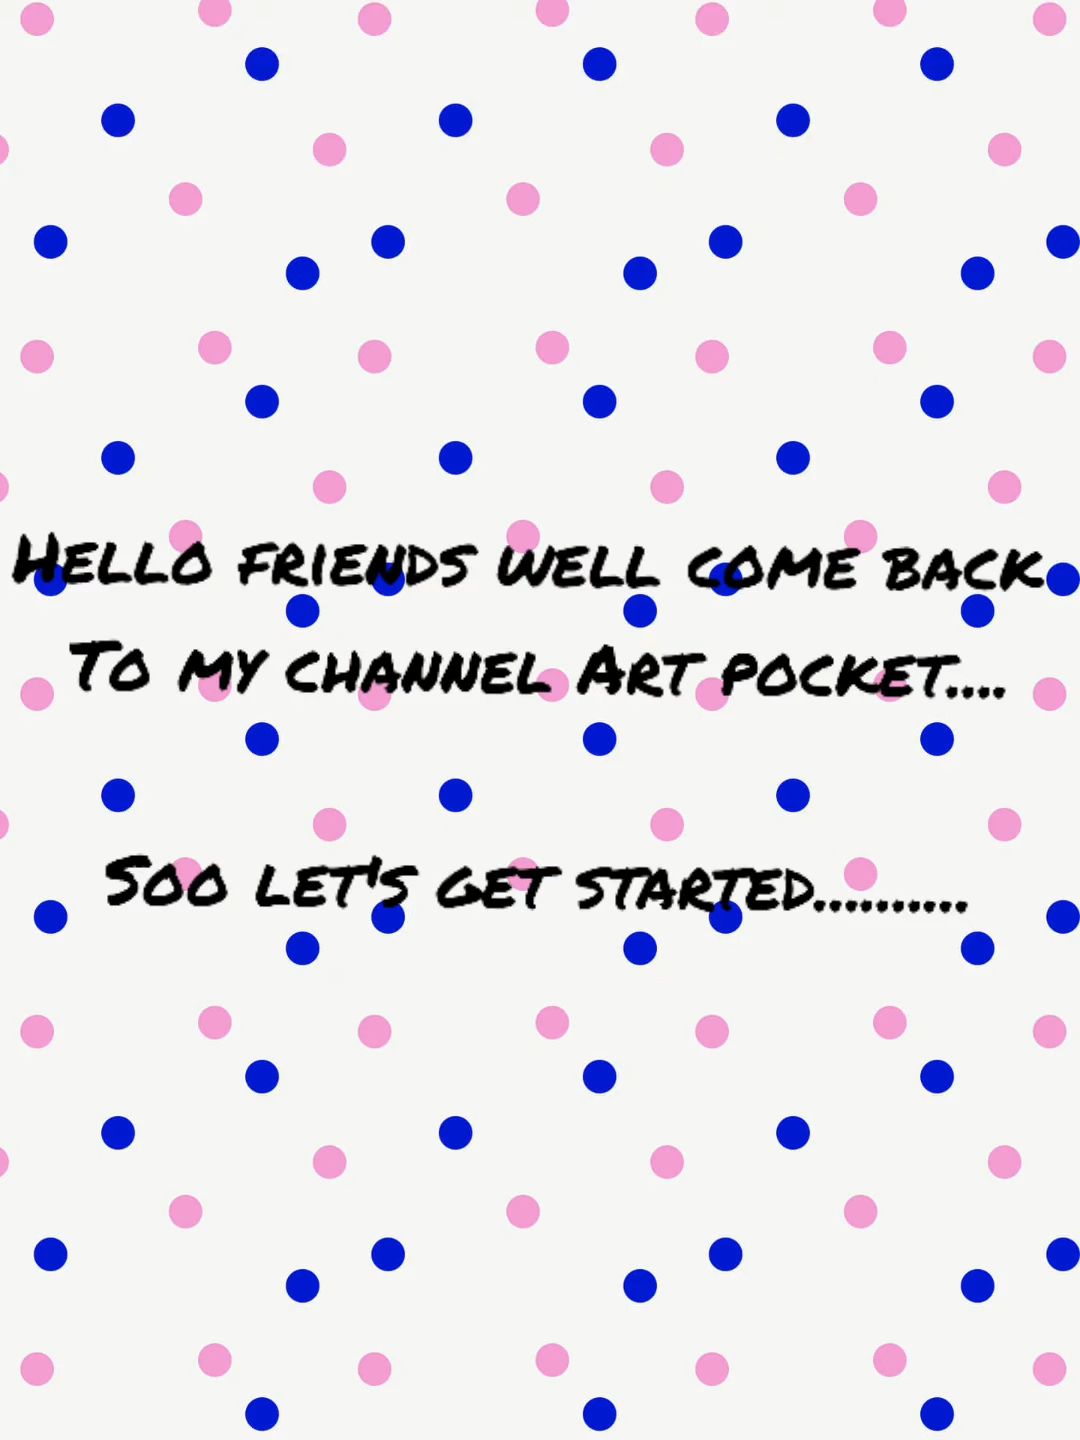 Hello friends well come back
To my channel Art pocket....
Soo let's get started..........